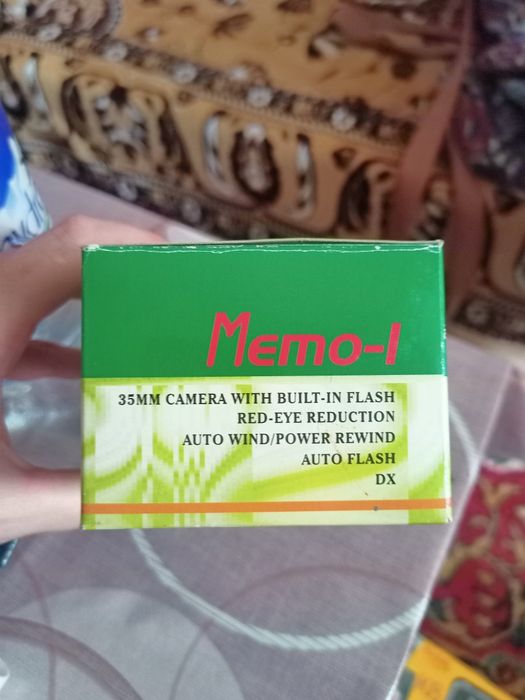 Memo-I
35MM CAMERA WITH BUILT-IN FLASH
RED-EYE REDUCTION
AUTO WIND/POWER REWIND
AUTO FLASH
DX